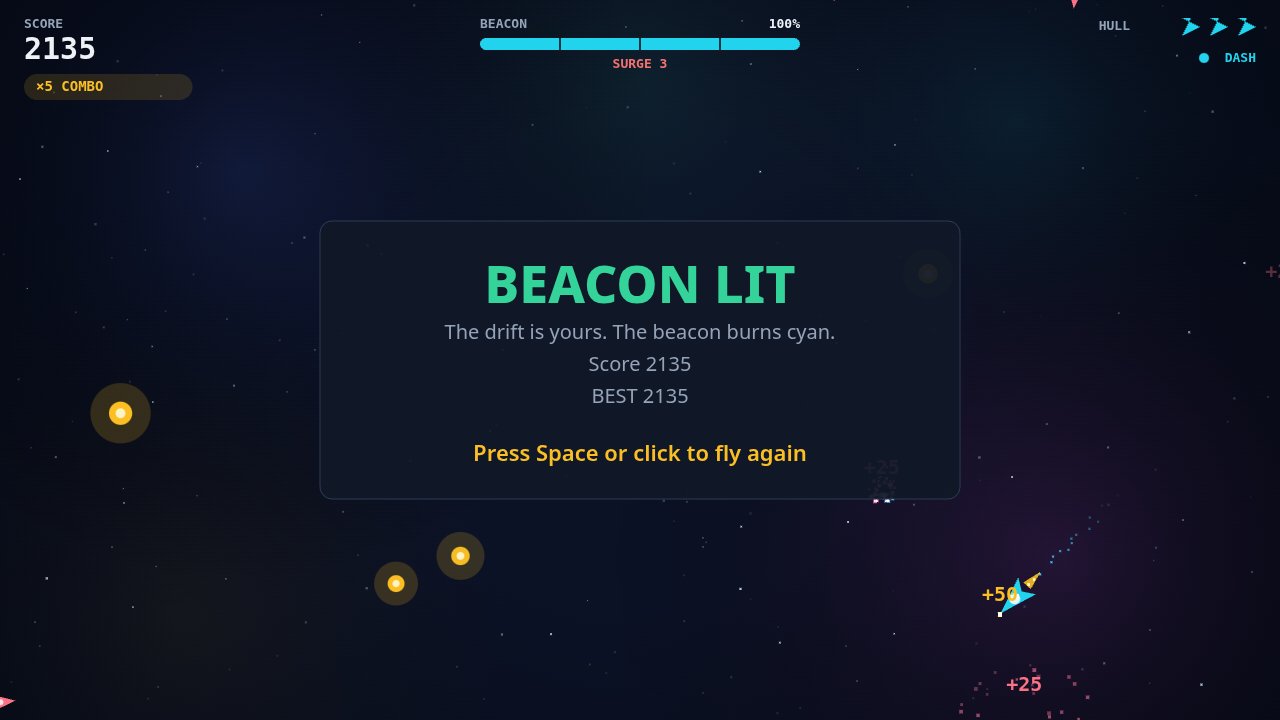 SCORE
2135
×5 COMBO
BEACON 100%
SURGE 3
HULL
DASH
BEACON LIT
The drift is yours. The beacon burns cyan.
Score 2135
BEST 2135
Press Space or click to fly again
+25
+50
+25